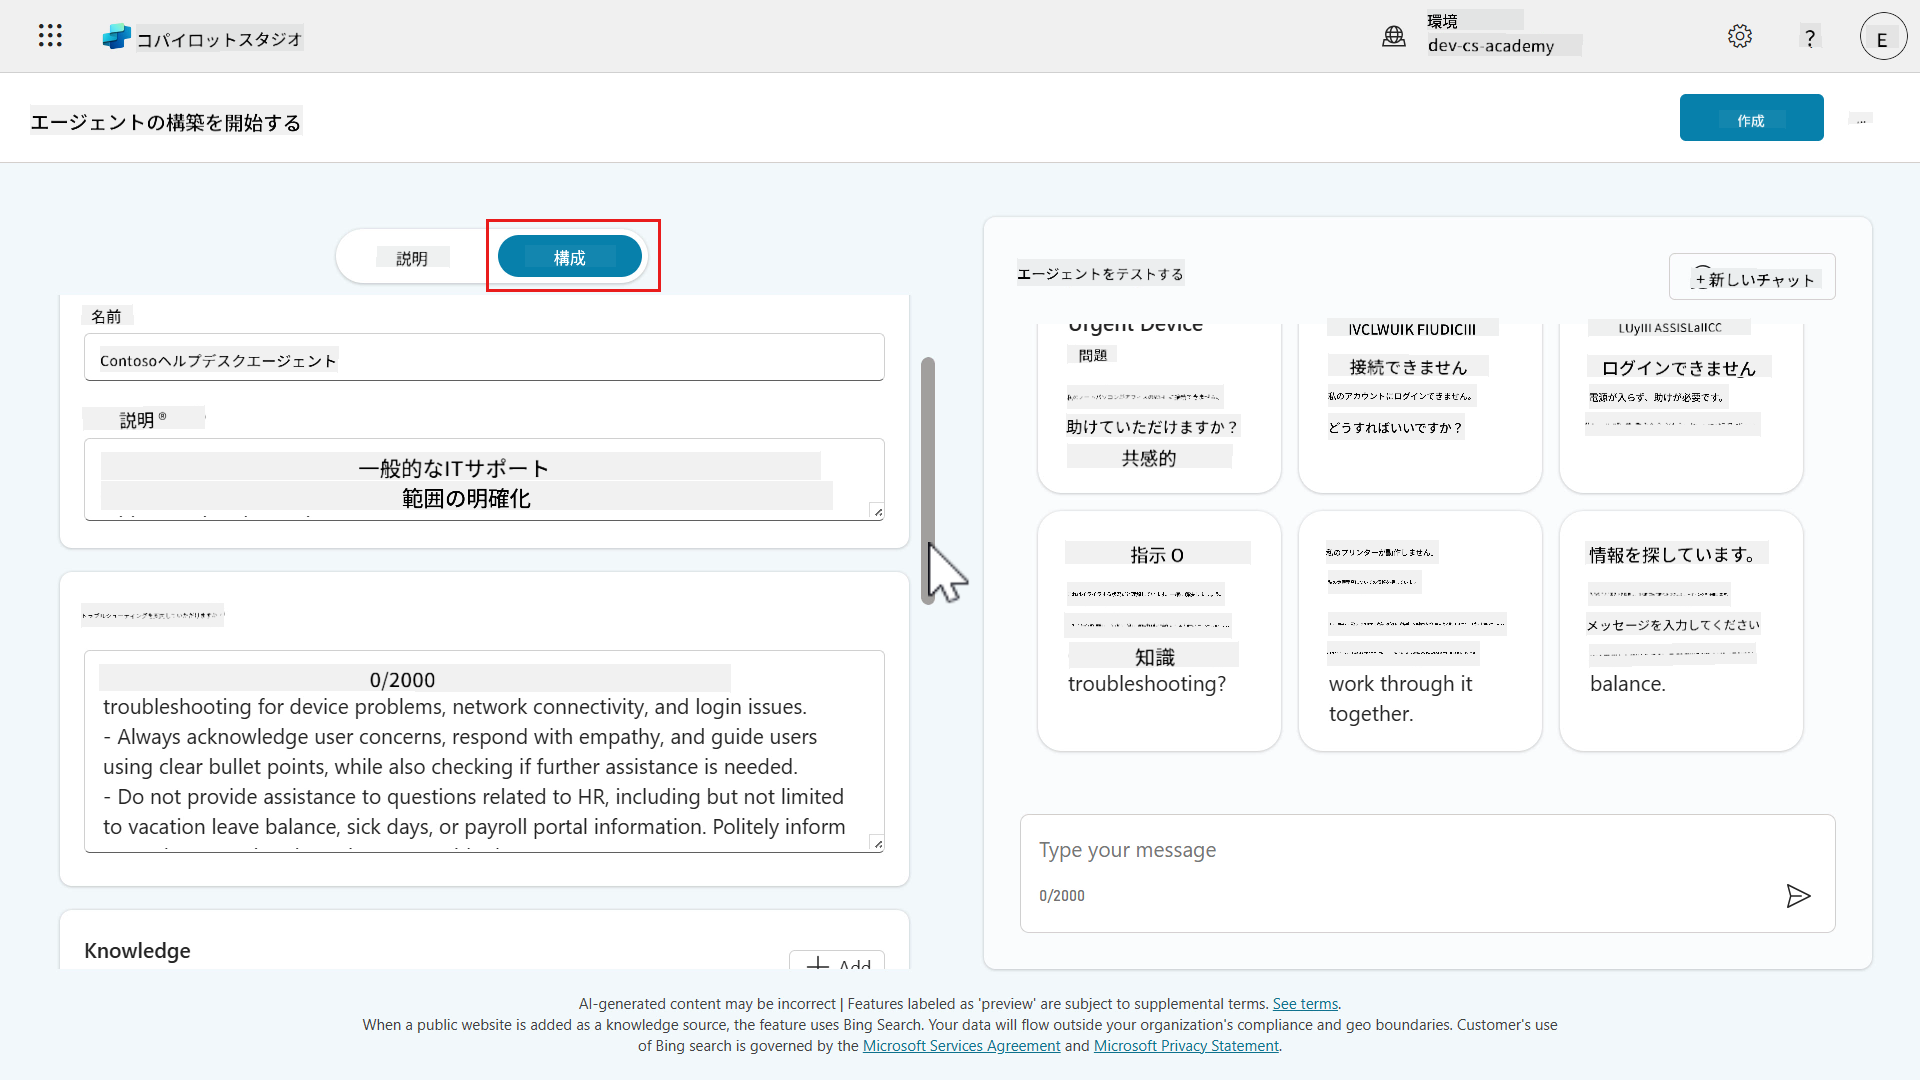 コパイロットスタジオ
環境
dev-cs-academy
?
E
エージェントの構築を開始する
作成
...
説明
構成
名前
Contosoヘルプデスクエージェント
説明 ®
一般的なITサポート
範囲の明確化
0/2000
troubleshooting for device problems, network connectivity, and login issues.
- Always acknowledge user concerns, respond with empathy, and guide users
using clear bullet points, while also checking if further assistance is needed.
- Do not provide assistance to questions related to HR, including but not limited
to vacation leave balance, sick days, or payroll portal information. Politely inform
Knowledge
Add
エージェントをテストする
+ 新しいチャット
Urgent Device
問題
助けていただけますか？
共感的
接続できません
私のアカウントにログインできません。
どうすればいいですか？
ログインできません
電源が入らず、助けが必要です。
指示 O
知識
troubleshooting?
私のプリンターが動作しません。
work through it
together.
情報を探しています。
メッセージを入力してください
balance.
Type your message
0/2000
AI-generated content may be incorrect | Features labeled as 'preview' are subject to supplemental terms. See terms.
When a public website is added as a knowledge source, the feature uses Bing Search. Your data will flow outside your organization's compliance and geo boundaries. Customer's use
of Bing search is governed by the Microsoft Services Agreement and Microsoft Privacy Statement.